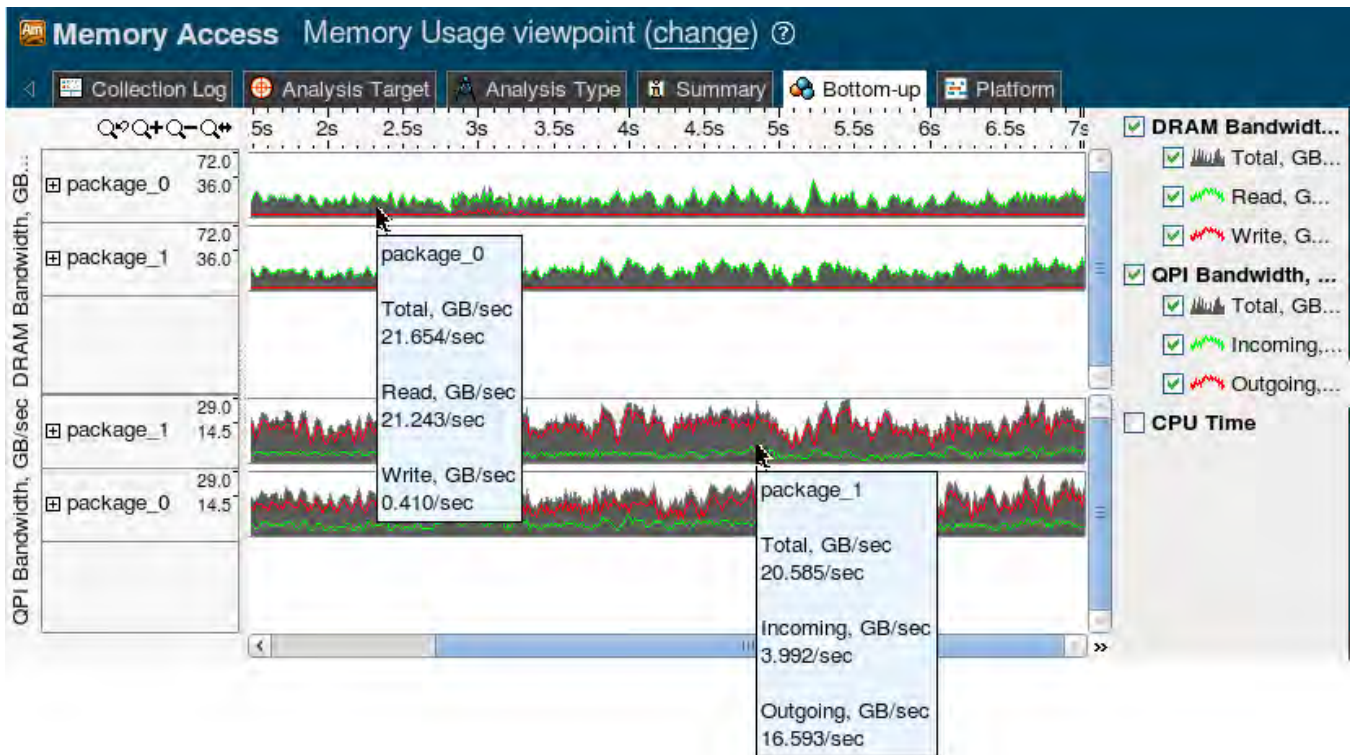 Am Memory Access Memory Usage viewpoint (change) ?
Collection Log Analysis Target Analysis Type Summary Bottom-up Platform
.5s 2s 2.5s 3s 3.5s 4s 4.5s 5s 5.5s 6s 6.5s 7s
DRAM Bandwidth, GB...
package_0
72.0
36.0
package_1
72.0
36.0
QPI Bandwidth, GB/sec
package_1
29.0
14.5
package_0
29.0
14.5
package_0
Total, GB/sec
21.654/sec
Read, GB/sec
21.243/sec
Write, GB/sec
0.410/sec
package_1
Total, GB/sec
20.585/sec
Incoming, GB/sec
3.992/sec
Outgoing, GB/sec
16.593/sec
DRAM Bandwidt...
Total, GB...
Read, G...
Write, G...
QPI Bandwidth, ...
Total, GB...
Incoming,...
Outgoing,...
CPU Time